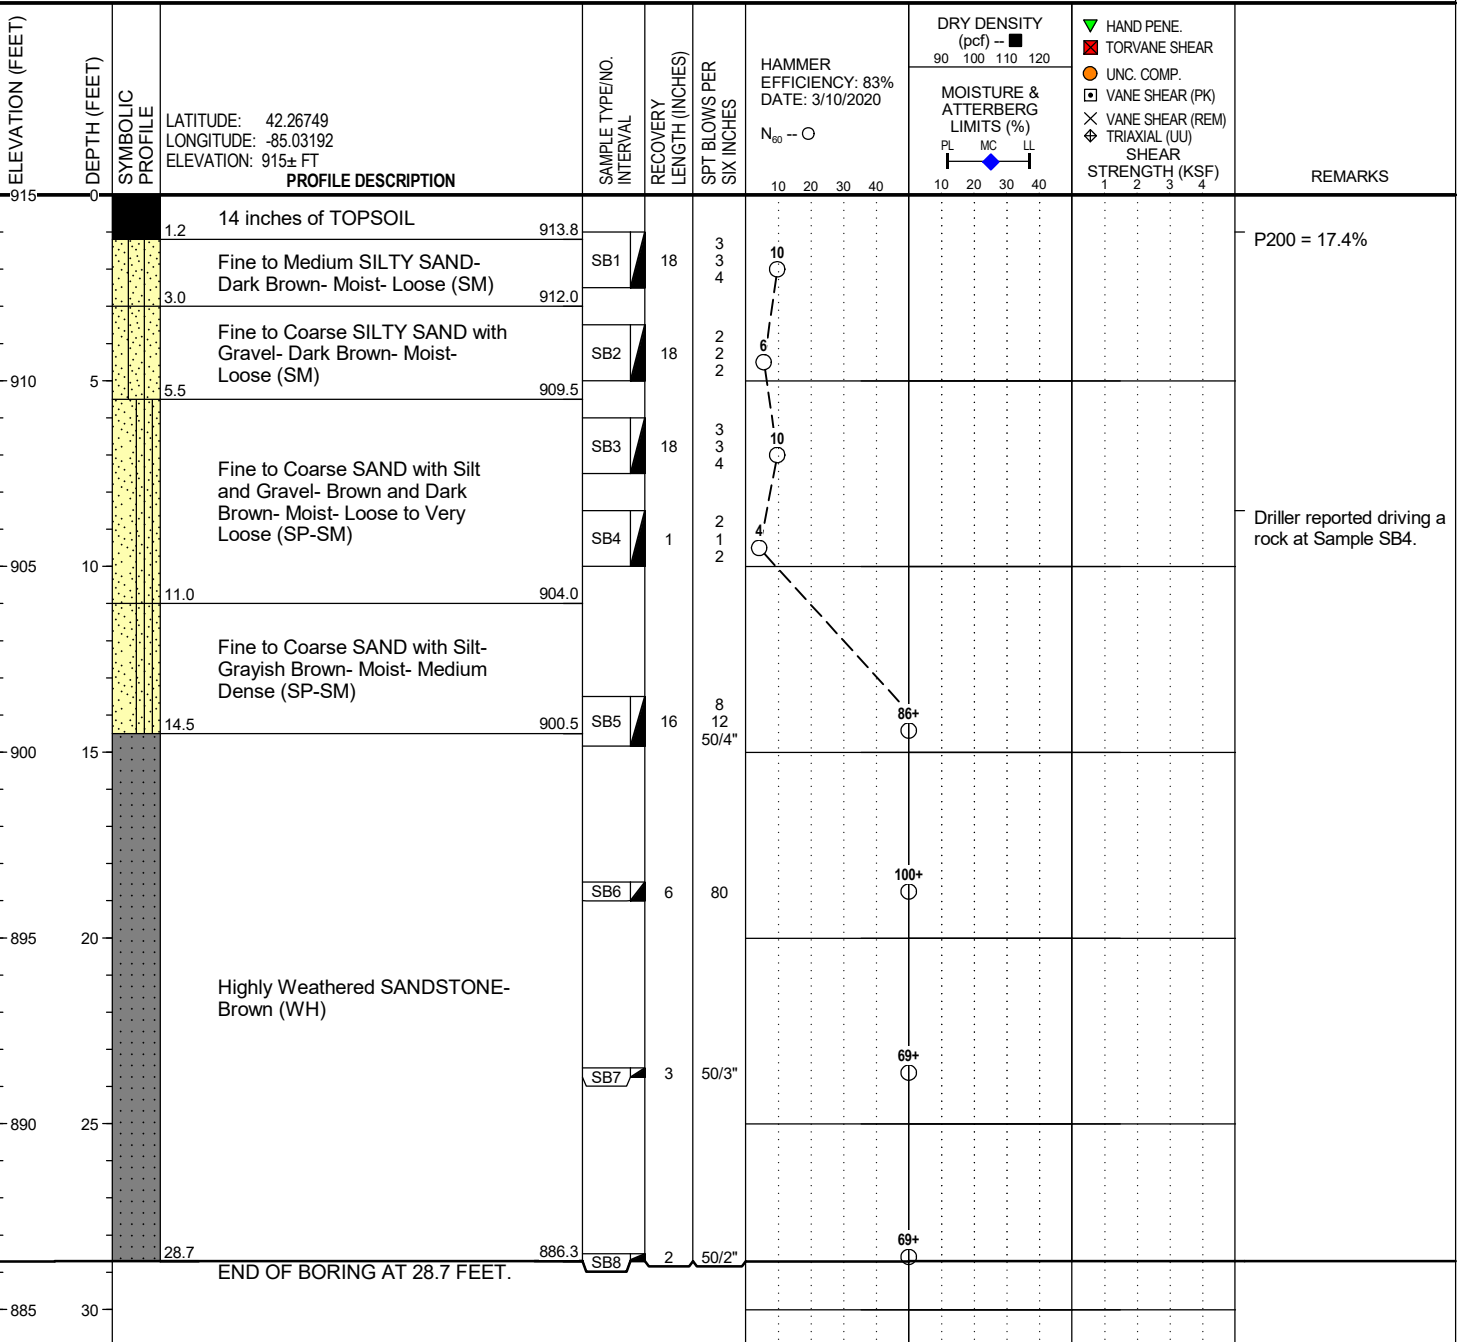 ELEVATION (FEET)
DEPTH (FEET)
SYMBOLIC
PROFILE
LATITUDE: 42.26749
LONGITUDE: -85.03192
ELEVATION: 915± FT
PROFILE DESCRIPTION
SAMPLE TYPE/NO.
INTERVAL
RECOVERY
LENGTH (INCHES)
SPT BLOWS PER
SIX INCHES
HAMMER
EFFICIENCY: 83%
DATE: 3/10/2020
N60 --
10 20 30 40
DRY DENSITY
(pcf) --
90 100 110 120
MOISTURE &
ATTERBERG
LIMITS (%)
PL MC LL
10 20 30 40
HAND PENE.
TORVANE SHEAR
UNC. COMP.
VANE SHEAR (PK)
VANE SHEAR (REM)
TRIAXIAL (UU)
SHEAR
STRENGTH (KSF)
1 2 3 4
REMARKS
915 0
14 inches of TOPSOIL
1.2 913.8
P200 = 17.4%
Fine to Medium SILTY SAND-
Dark Brown- Moist- Loose (SM)
3.0 912.0
SB1 18
3
3
4
10
Fine to Coarse SILTY SAND with
Gravel- Dark Brown- Moist-
Loose (SM)
5.5 909.5
SB2 18
2
2
2
6
910 5
Fine to Coarse SAND with Silt
and Gravel- Brown and Dark
Brown- Moist- Loose to Very
Loose (SP-SM)
SB3 18
3
3
4
10
SB4 1
2
1
2
4
Driller reported driving a
rock at Sample SB4.
905 10
11.0 904.0
Fine to Coarse SAND with Silt-
Grayish Brown- Moist- Medium
Dense (SP-SM)
14.5 900.5
SB5 16
8
12
50/4"
86+
900 15
SB6 6 80
100+
895 20
Highly Weathered SANDSTONE-
Brown (WH)
SB7 3 50/3"
69+
890 25
28.7 886.3
SB8 2 50/2"
69+
END OF BORING AT 28.7 FEET.
885 30